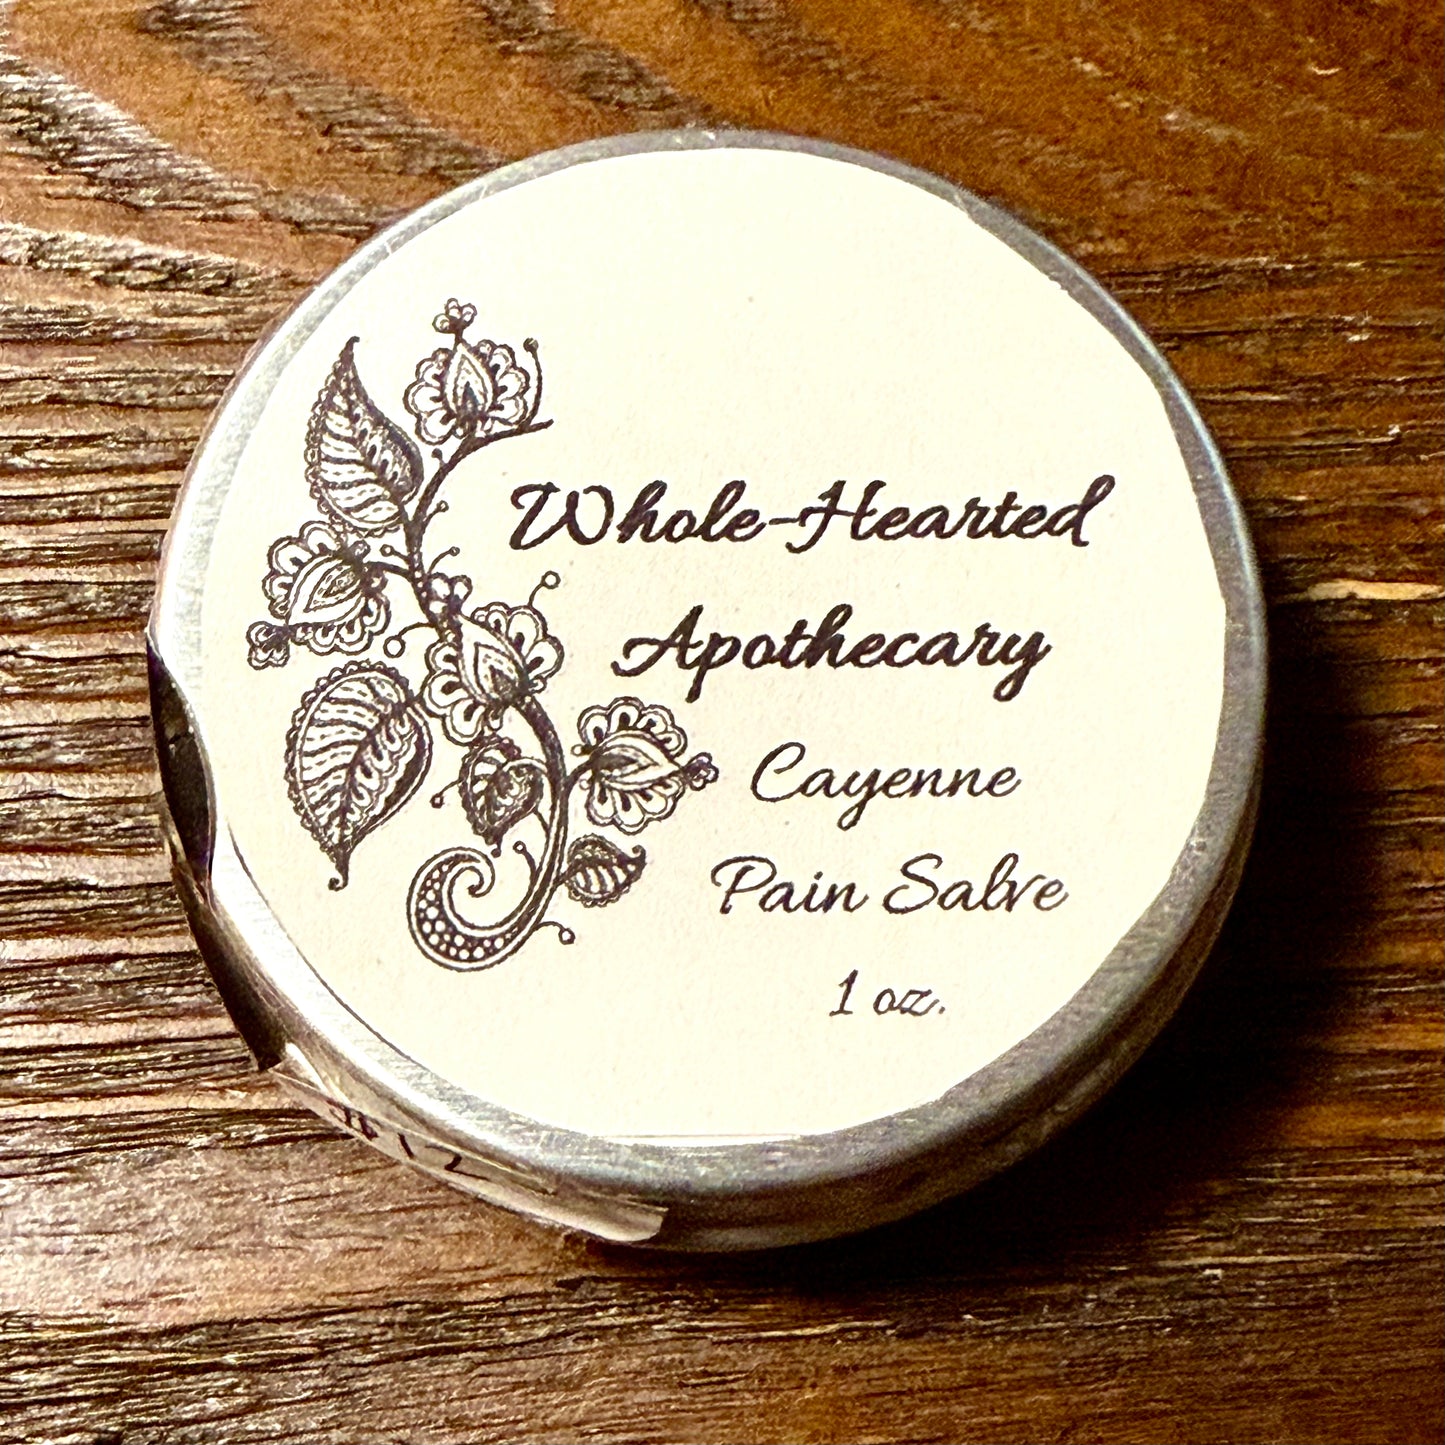 Whole-Hearted
Apothecary
Cayenne
Pain Salve
1 oz.